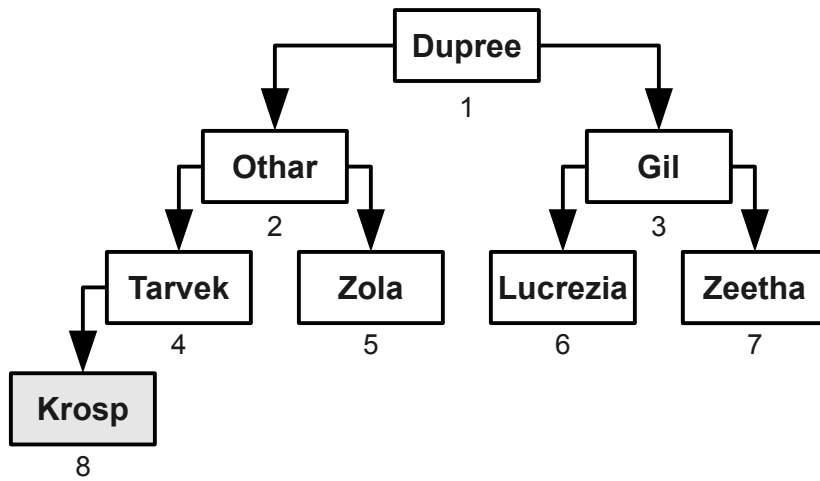 Dupree
1
Othar
Gil
2
3
Tarvek
Zola
Lucrezia
Zeetha
4
5
6
7
Krosp
8